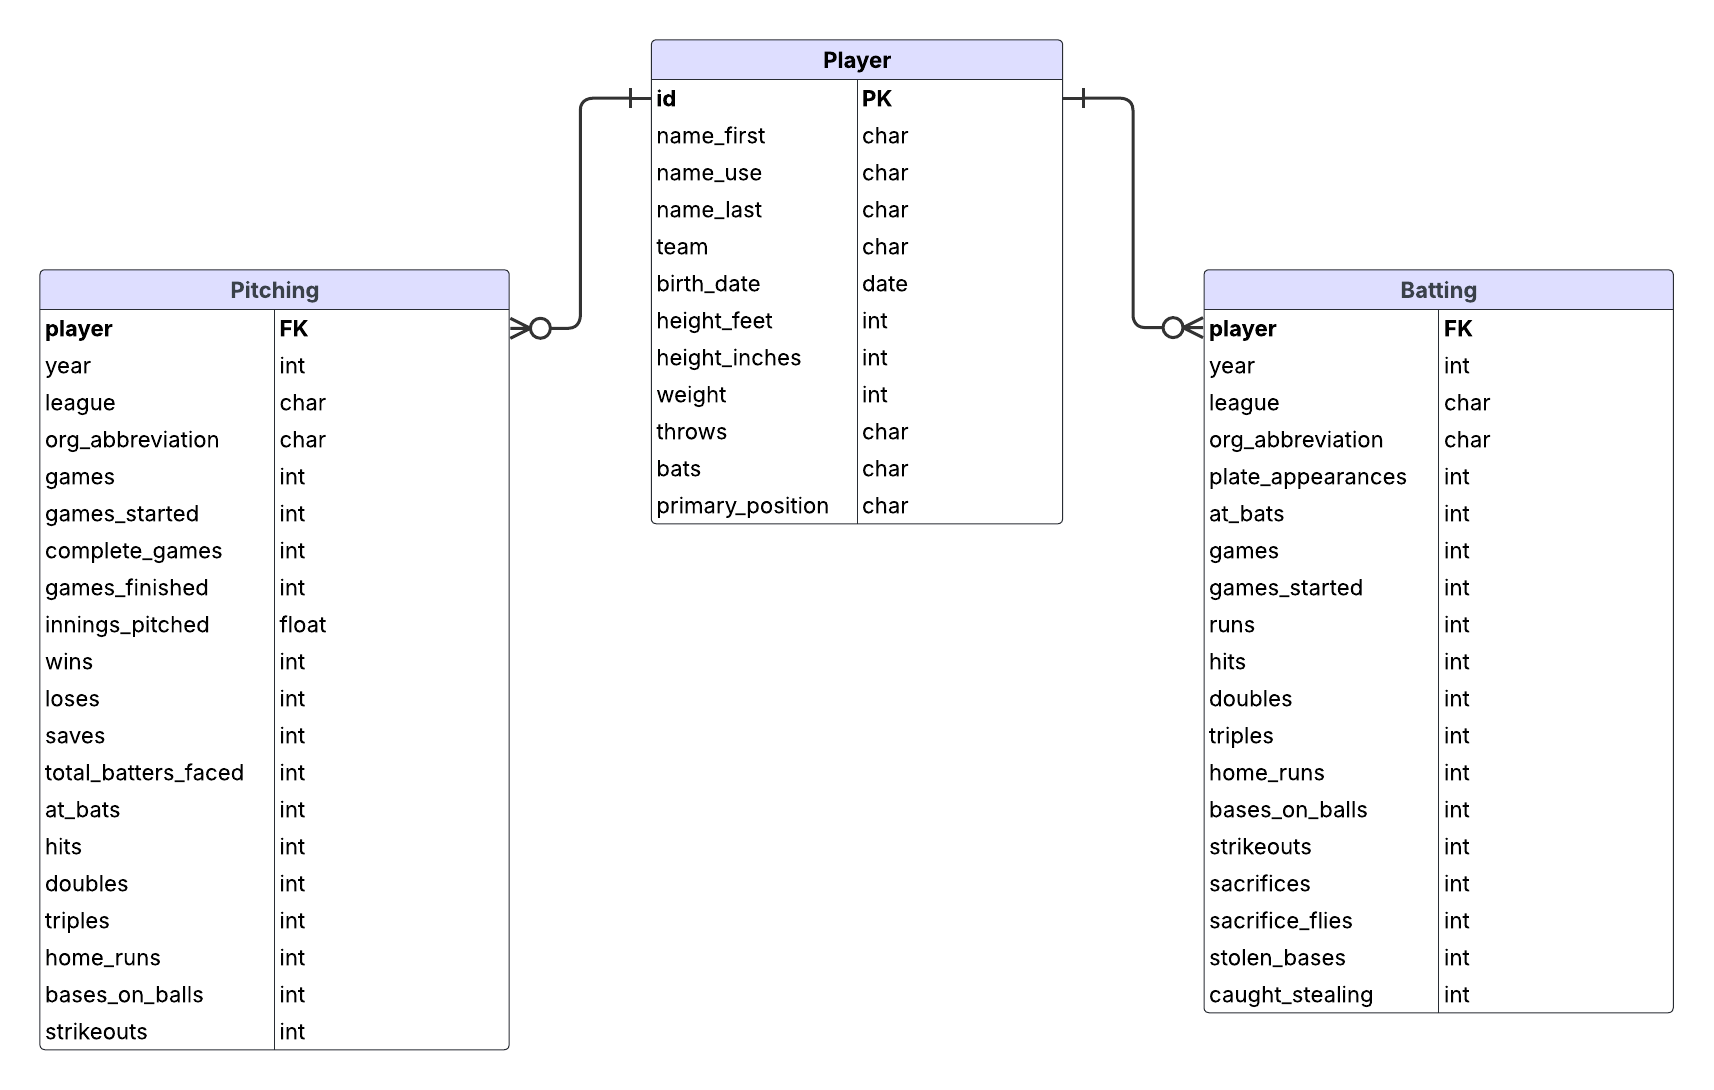 Player
id PK
name_first char
name_use char
name_last char
team char
birth_date date
height_feet int
height_inches int
weight int
throws char
bats char
primary_position char
Pitching
player FK
year int
league char
org_abbreviation char
games int
games_started int
complete_games int
games_finished int
innings_pitched float
wins int
loses int
saves int
total_batters_faced int
at_bats int
hits int
doubles int
triples int
home_runs int
bases_on_balls int
strikeouts int
Batting
player FK
year int
league char
org_abbreviation char
plate_appearances int
at_bats int
games int
games_started int
runs int
hits int
doubles int
triples int
home_runs int
bases_on_balls int
strikeouts int
sacrifices int
sacrifice_flies int
stolen_bases int
caught_stealing int